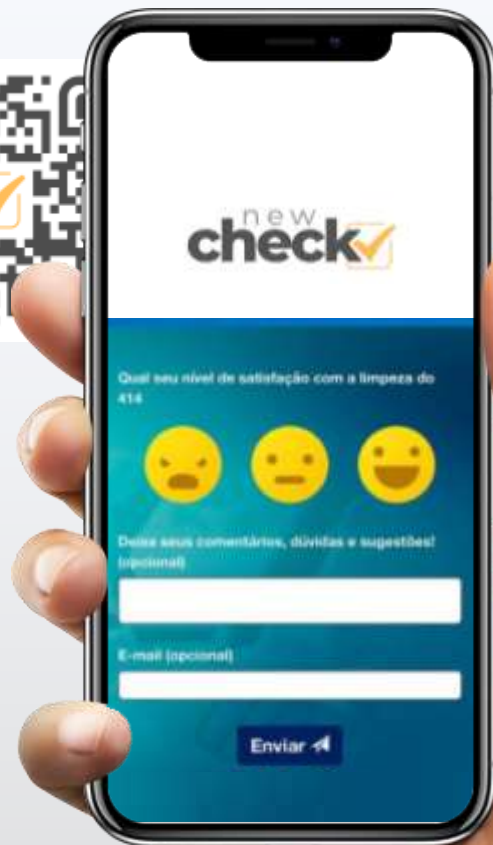 new
check
Qual seu nível de satisfação com a limpeza do
414
Deixe seus comentários, dúvidas e sugestões!
(opcional)
E-mail (opcional)
Enviar